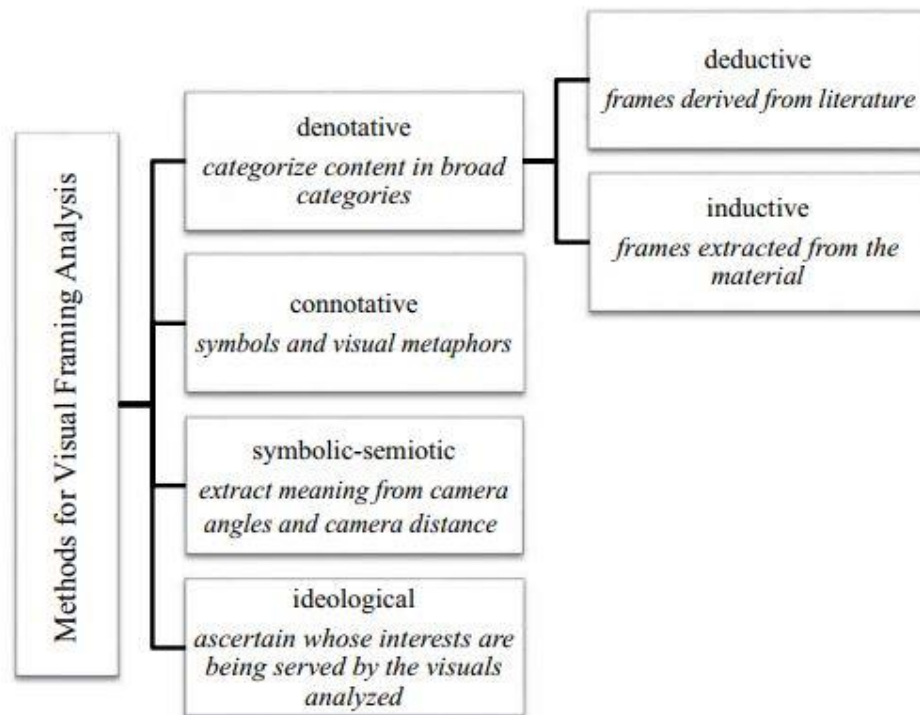 Methods for Visual Framing Analysis
denotative
categorize content in broad
categories
deductive
frames derived from literature
inductive
frames extracted from the
material
connotative
symbols and visual metaphors
symbolic-semiotic
extract meaning from camera
angles and camera distance
ideological
ascertain whose interests are
being served by the visuals
analyzed